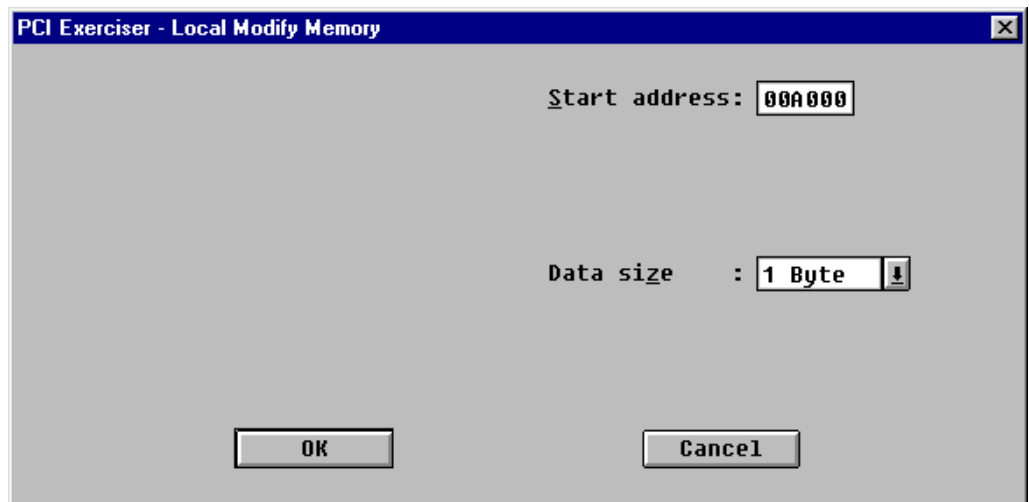 PCI Exerciser - Local Modify Memory
Start address: 00A000
Data size : 1 Byte
OK Cancel